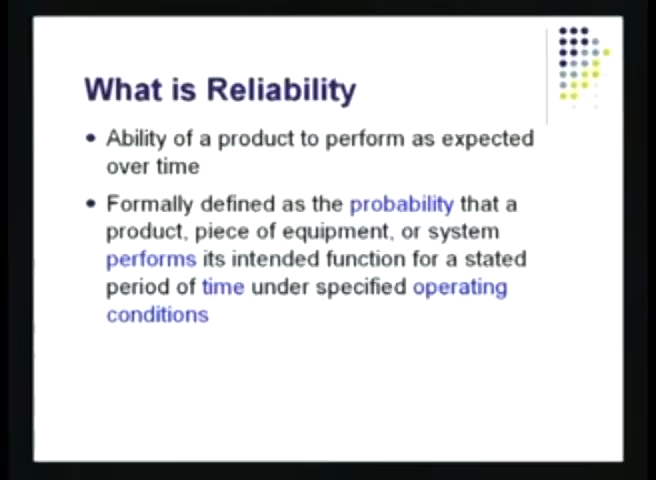 What is Reliability
• Ability of a product to perform as expected
over time
• Formally defined as the probability that a
product, piece of equipment, or system
performs its intended function for a stated
period of time under specified operating
conditions